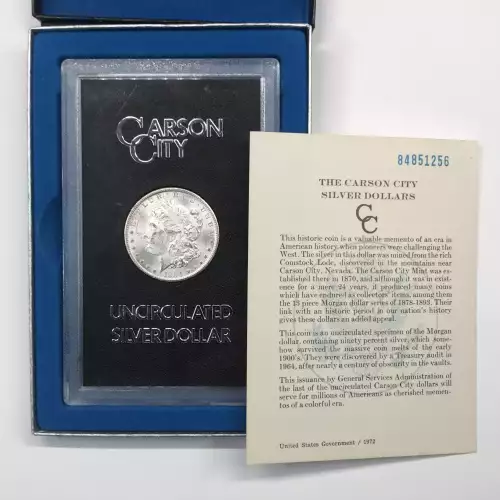 CARSON
CITY
UNCIRCULATED
SILVER DOLLAR
84851256
THE CARSON CITY
SILVER DOLLARS
CC
This historic coin is a valuable memento of an era in
American history when pioneers were challenging the
West. The silver in this dollar was mined from the rich
Comstock Lode, discovered in the mountains near
Carson City, Nevada. The Carson City Mint was es-
tablished there in 1870, and although it was in exist-
ence for a mere 24 years, it produced many coins
which have endured as collectors' items, among them
the 13 piece Morgan dollar series of 1878-1893. Their
link with an historic period in our nation's history
gives these dollars an added appeal.
This coin is an uncirculated specimen of the Morgan
dollar, containing ninety percent silver, which some-
how survived the massive coin melts of the early
1900's. They were discovered by a Treasury audit in
1964, after nearly a century of obscurity in the vaults.
This issuance by General Services Administration of
the last of the uncirculated Carson City dollars will
serve for millions of Americans as cherished memen-
tos of a colorful era.
United States Government / 1972